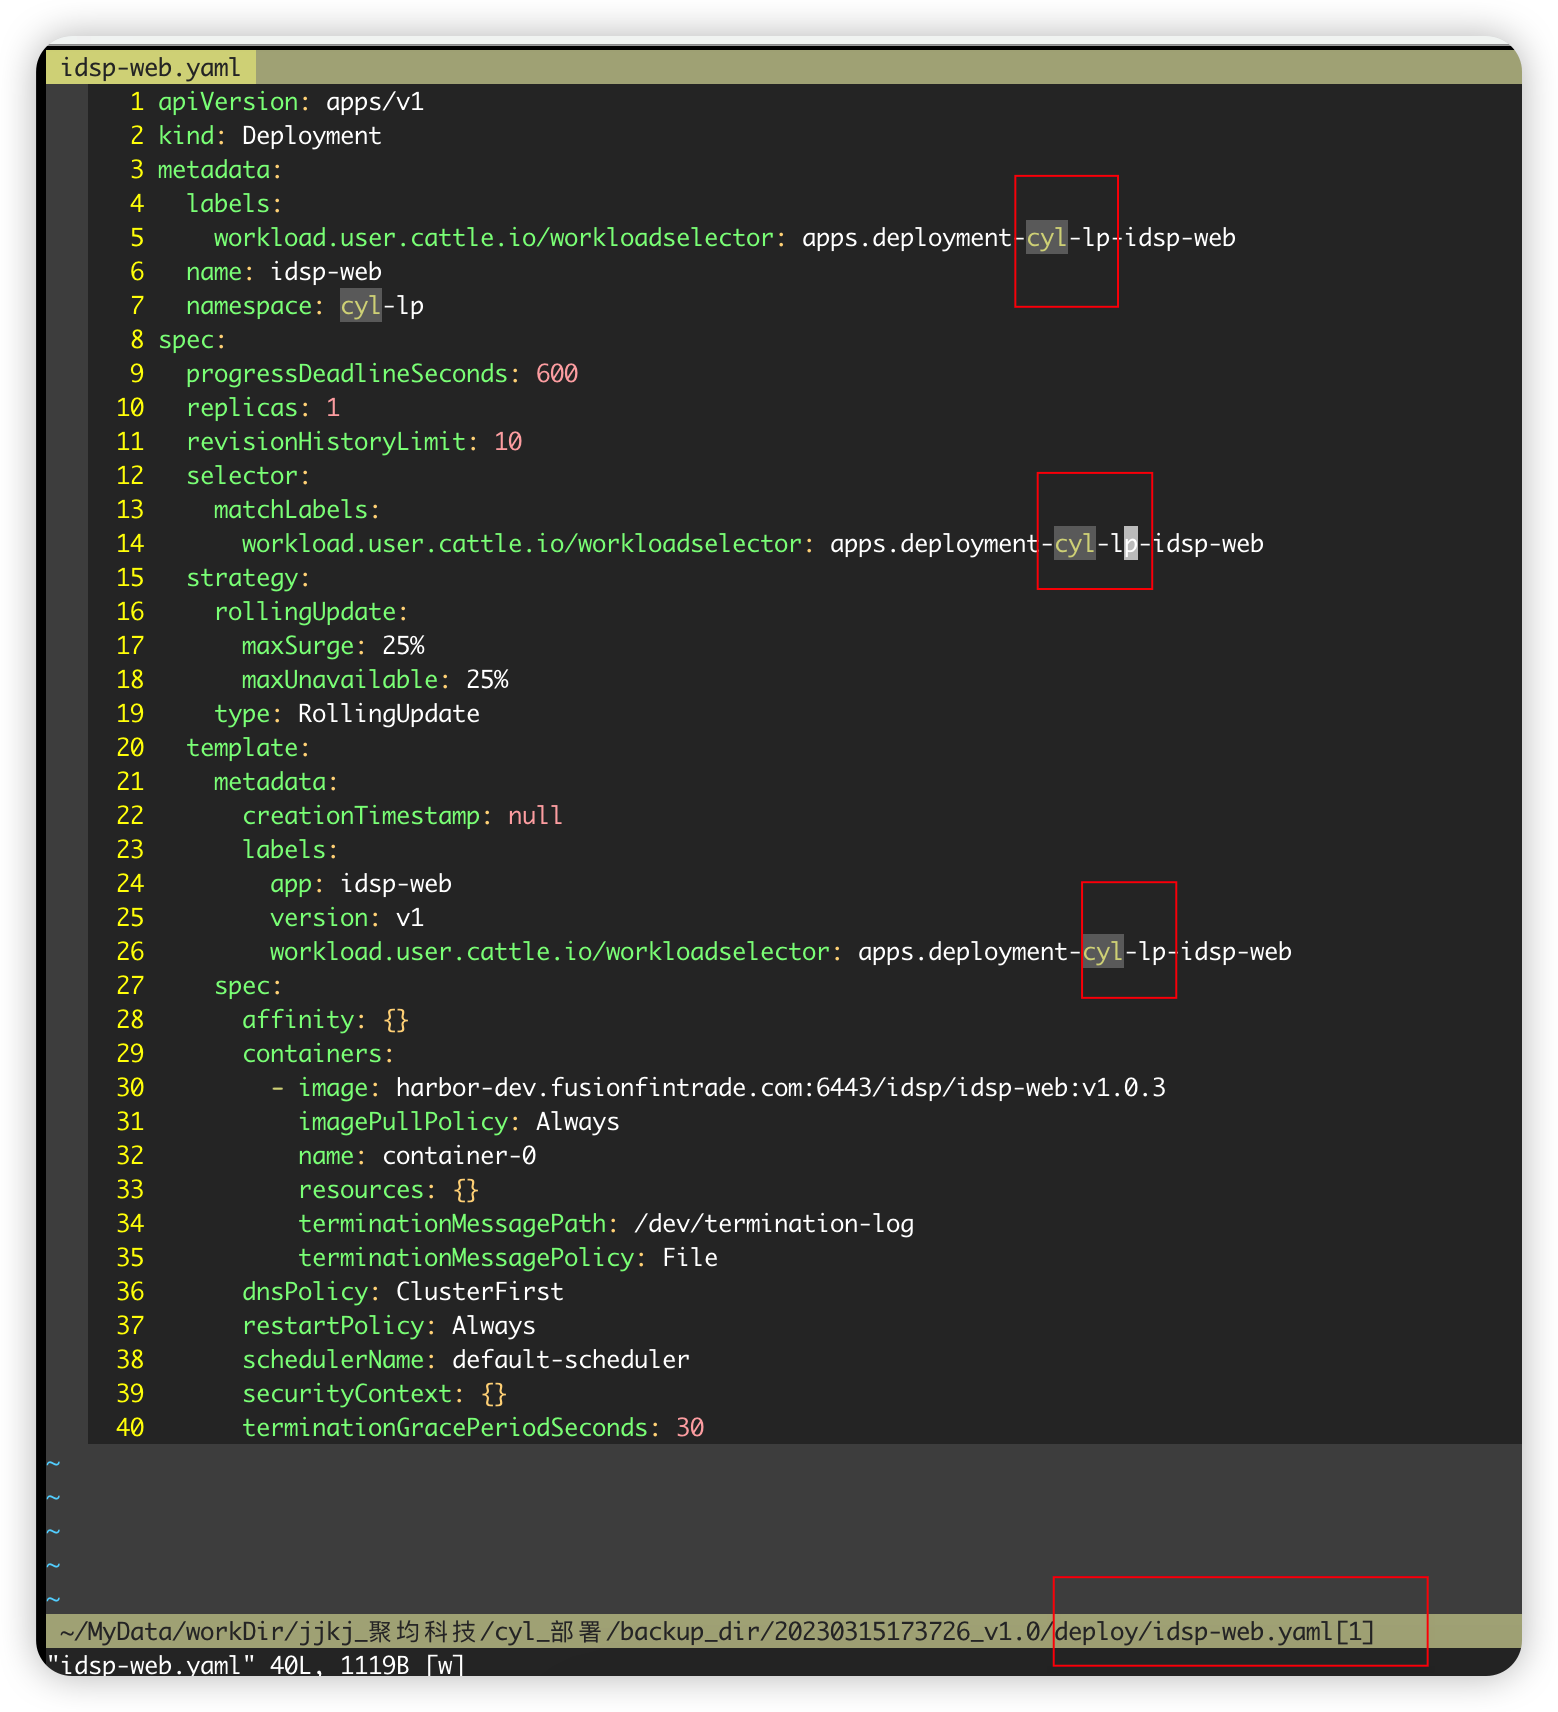 idsp-web.yaml
1 apiVersion: apps/v1
2 kind: Deployment
3 metadata:
4   labels:
5     workload.user.cattle.io/workloadselector: apps.deployment-cyl-lp-idsp-web
6   name: idsp-web
7   namespace: cyl-lp
8 spec:
9   progressDeadlineSeconds: 600
10   replicas: 1
11   revisionHistoryLimit: 10
12   selector:
13     matchLabels:
14       workload.user.cattle.io/workloadselector: apps.deployment-cyl-lp-idsp-web
15   strategy:
16     rollingUpdate:
17       maxSurge: 25%
18       maxUnavailable: 25%
19     type: RollingUpdate
20   template:
21     metadata:
22       creationTimestamp: null
23       labels:
24         app: idsp-web
25         version: v1
26         workload.user.cattle.io/workloadselector: apps.deployment-cyl-lp-idsp-web
27     spec:
28       affinity: {}
29       containers:
30         - image: harbor-dev.fusionfintrade.com:6443/idsp/idsp-web:v1.0.3
31           imagePullPolicy: Always
32           name: container-0
33           resources: {}
34           terminationMessagePath: /dev/termination-log
35           terminationMessagePolicy: File
36       dnsPolicy: ClusterFirst
37       restartPolicy: Always
38       schedulerName: default-scheduler
39       securityContext: {}
40       terminationGracePeriodSeconds: 30
~
~
~
~
~
~/MyData/workDir/jjkj_聚均科技/cyl_部署/backup_dir/20230315173726_v1.0/deploy/idsp-web.yaml[1]
"idsp-web.yaml" 40L, 1119B [w]